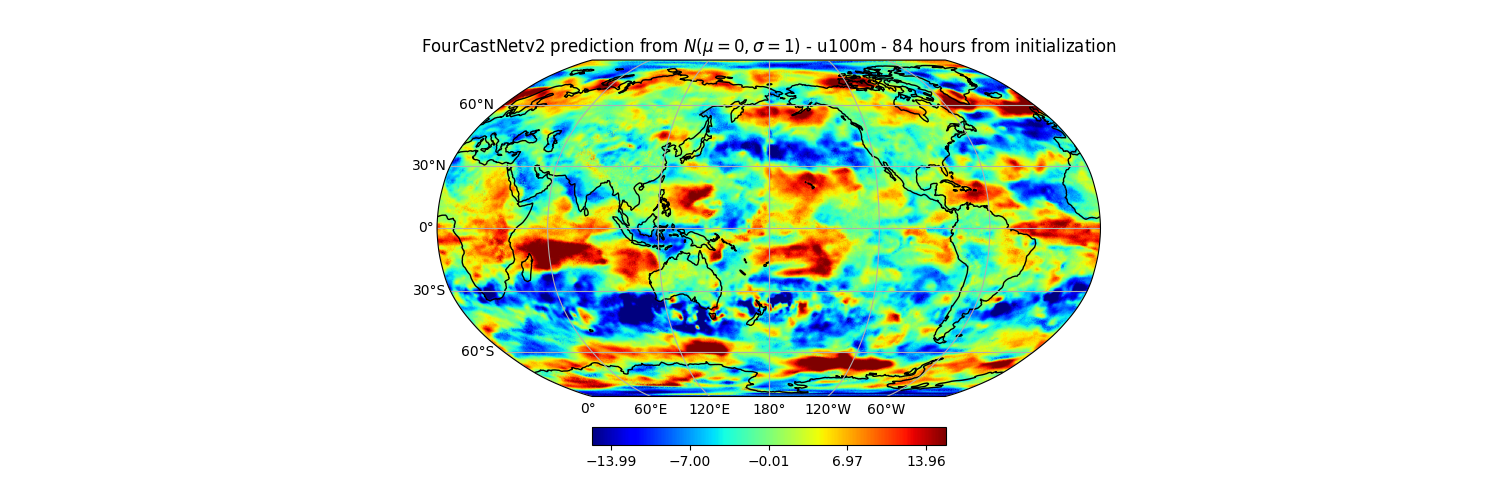 FourCastNetv2 prediction from N(μ = 0, σ = 1) - u100m - 84 hours from initialization
60°N
30°N
0°
30°S
60°S
0° 60°E 120°E 180° 120°W 60°W
−13.99 −7.00 −0.01 6.97 13.96